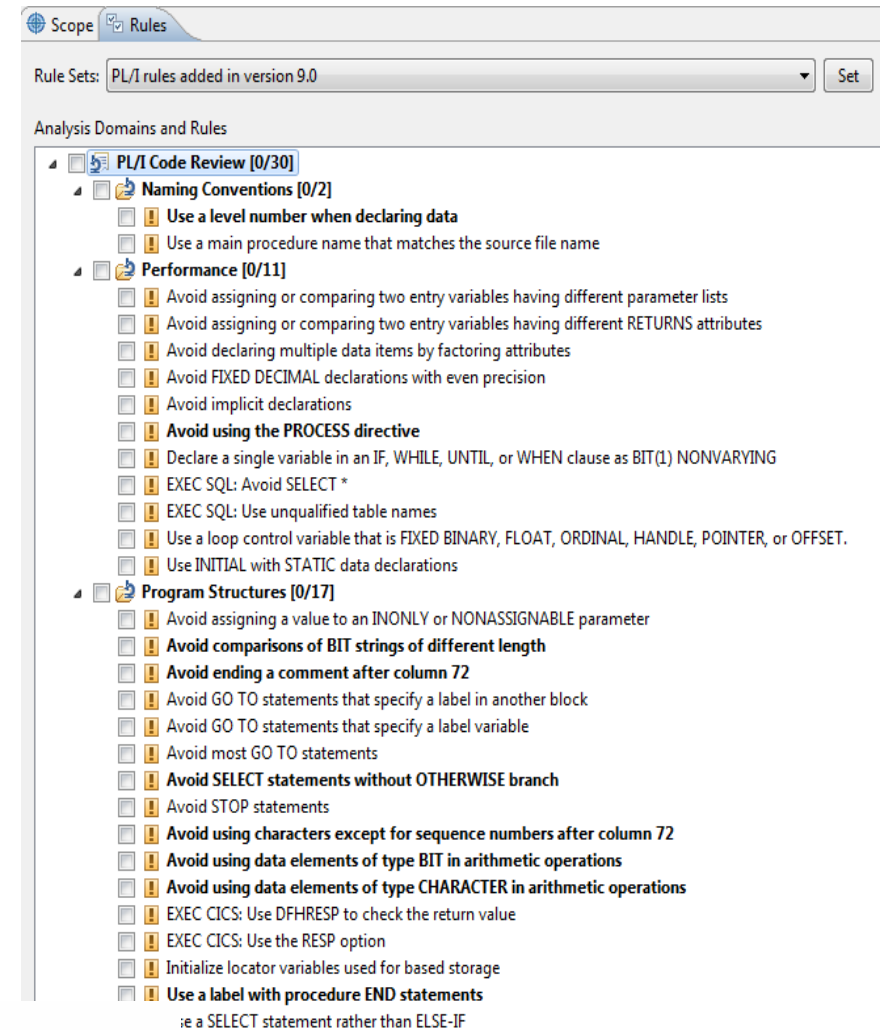 Scope Rules
Rule Sets: PL/I rules added in version 9.0 Set
Analysis Domains and Rules
PL/I Code Review [0/30]
Naming Conventions [0/2]
Use a level number when declaring data
Use a main procedure name that matches the source file name
Performance [0/11]
Avoid assigning or comparing two entry variables having different parameter lists
Avoid assigning or comparing two entry variables having different RETURNS attributes
Avoid declaring multiple data items by factoring attributes
Avoid FIXED DECIMAL declarations with even precision
Avoid implicit declarations
Avoid using the PROCESS directive
Declare a single variable in an IF, WHILE, UNTIL, or WHEN clause as BIT(1) NONVARYING
EXEC SQL: Avoid SELECT *
EXEC SQL: Use unqualified table names
Use a loop control variable that is FIXED BINARY, FLOAT, ORDINAL, HANDLE, POINTER, or OFFSET.
Use INITIAL with STATIC data declarations
Program Structures [0/17]
Avoid assigning a value to an INONLY or NONASSIGNABLE parameter
Avoid comparisons of BIT strings of different length
Avoid ending a comment after column 72
Avoid GO TO statements that specify a label in another block
Avoid GO TO statements that specify a label variable
Avoid most GO TO statements
Avoid SELECT statements without OTHERWISE branch
Avoid STOP statements
Avoid using characters except for sequence numbers after column 72
Avoid using data elements of type BIT in arithmetic operations
Avoid using data elements of type CHARACTER in arithmetic operations
EXEC CICS: Use DFHRESP to check the return value
EXEC CICS: Use the RESP option
Initialize locator variables used for based storage
Use a label with procedure END statements
a SELECT statement rather than ELSE-IF